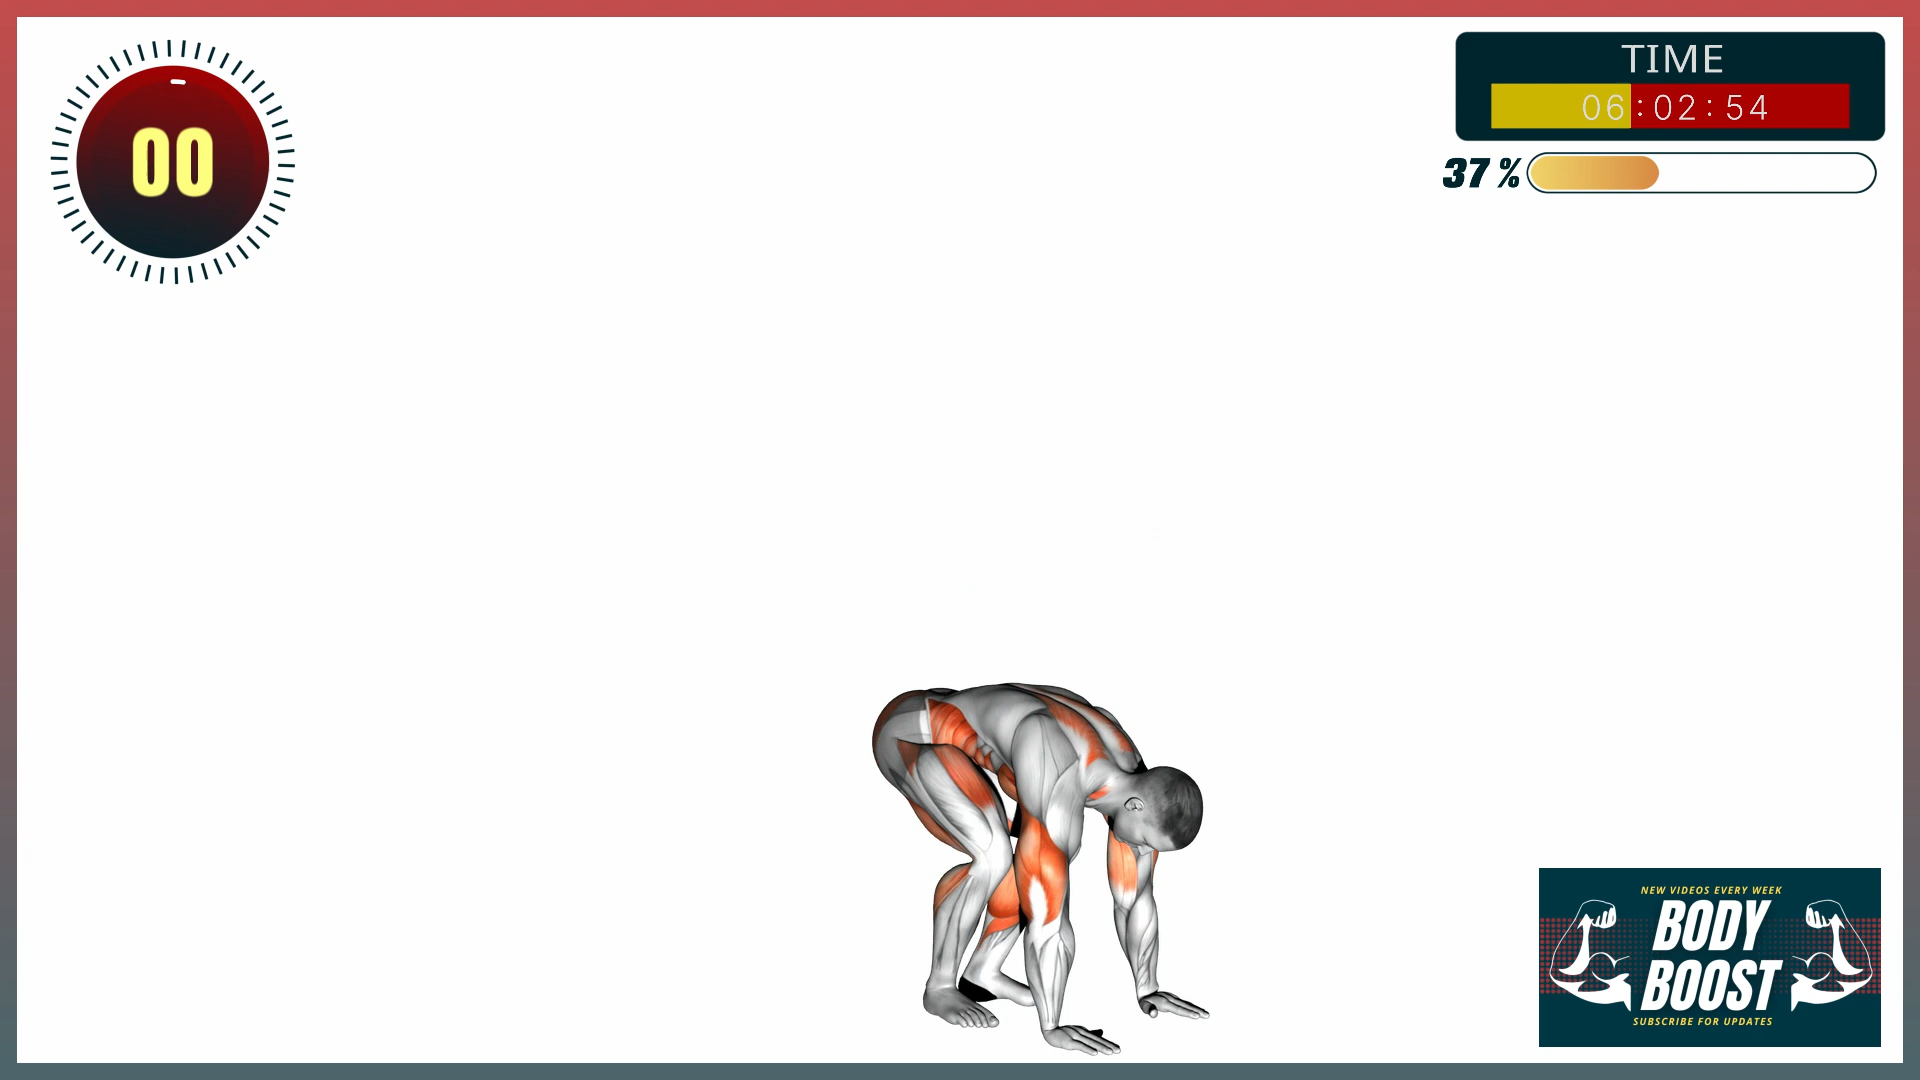 00
TIME
06:02:54
37 %
NEW VIDEOS EVERY WEEK
BODY
BOOST
SUBSCRIBE FOR UPDATES